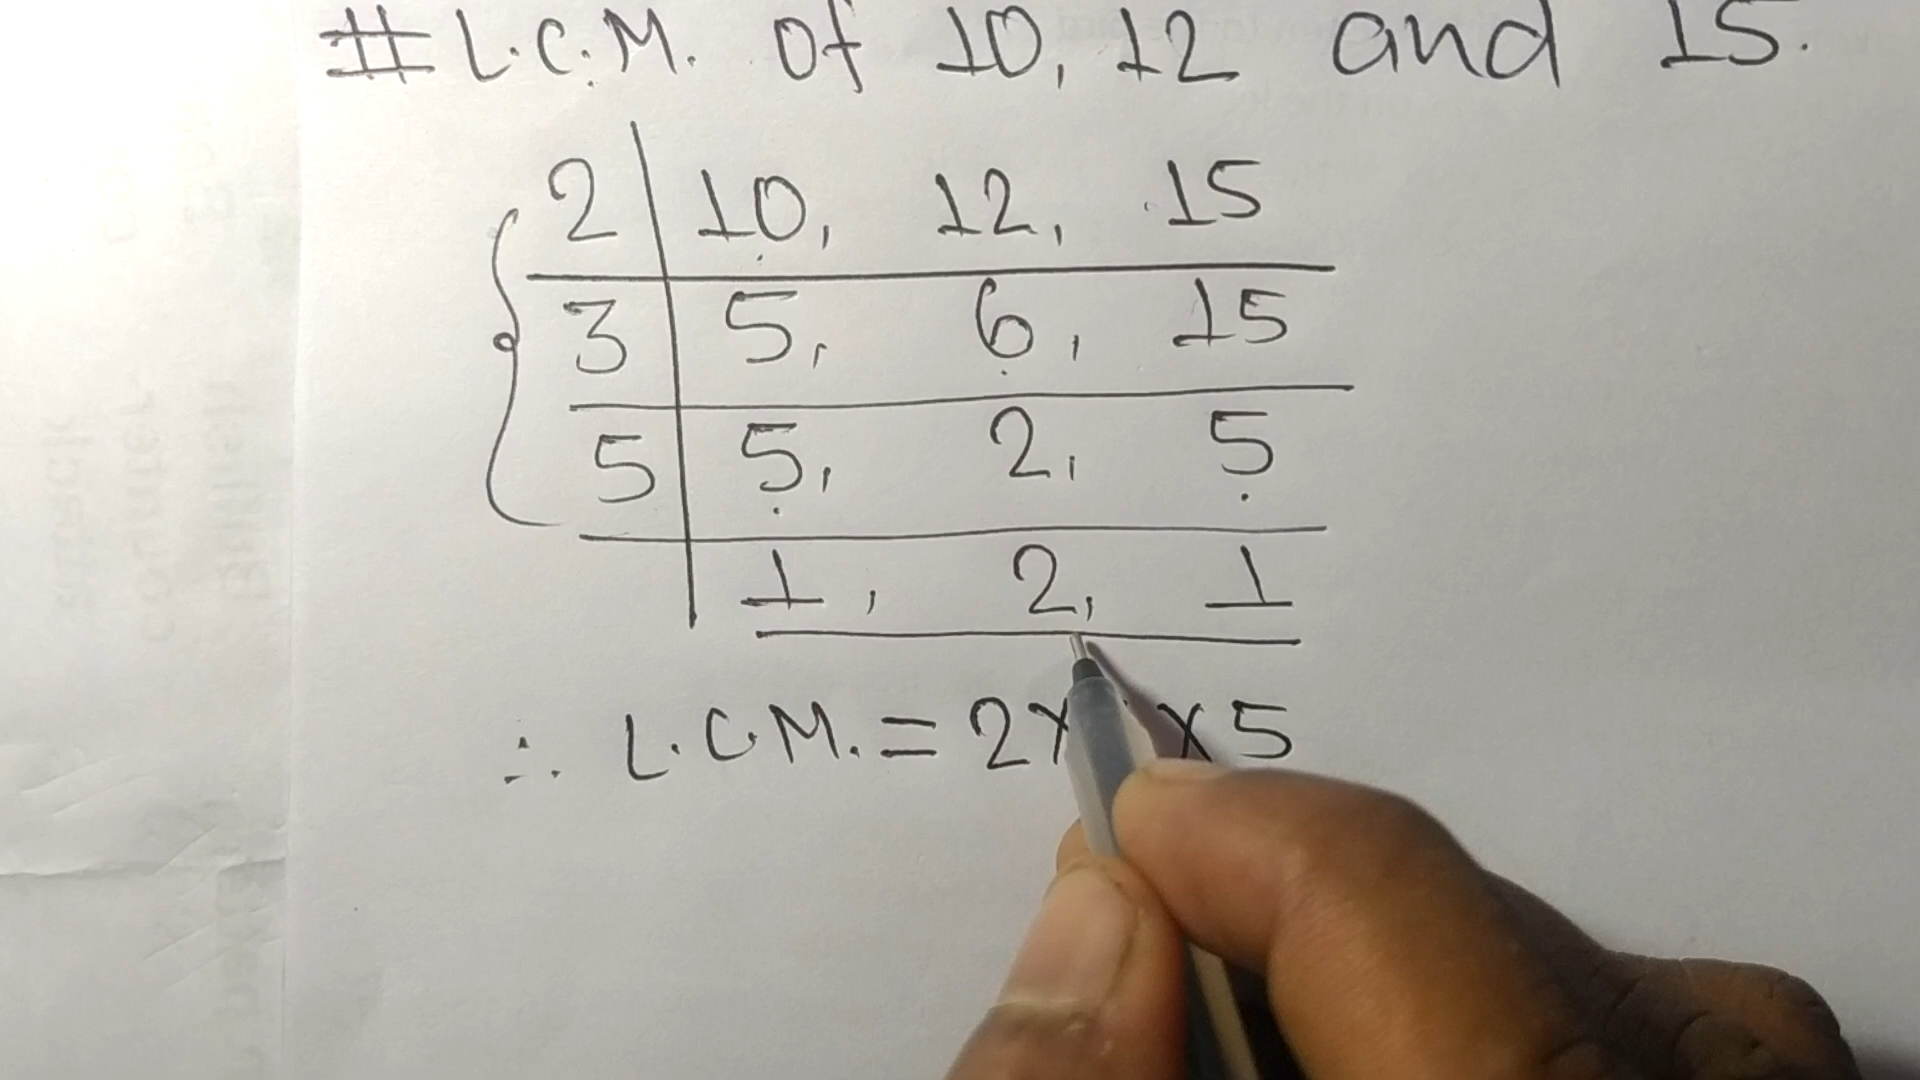 # L.C.M. of 10, 12 and 15.
2 | 10, 12, 15
3 | 5, 6, 15
5 | 5, 2, 5
1, 2, 1
∴ L.C.M. = 2 × × 5